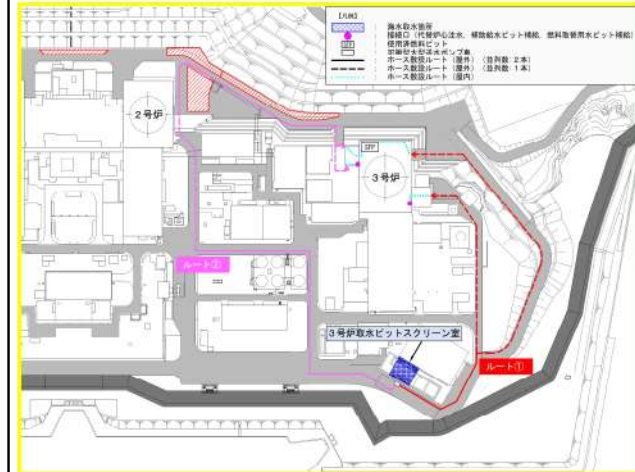 【凡例】
海水取水箇所
接続口（代替炉心注水，補助給水ピット補給，燃料取替用水ピット補給）
SFP 使用済燃料ピット
可搬型大型送水ポンプ車
ホース敷設ルート（屋外）（並列数 2本）
ホース敷設ルート（屋外）（並列数 1本）
ホース敷設ルート（屋内）
2号炉
SFP
3号炉
ルート②
3号炉取水ピットスクリーン室
ルート①